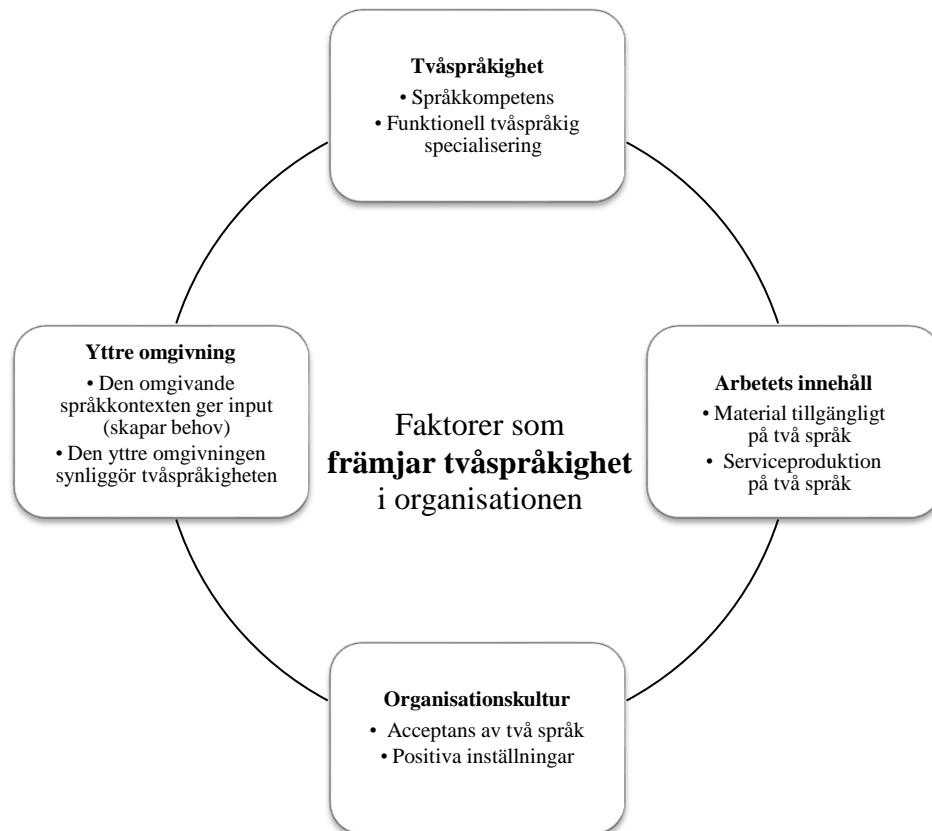 Tvåspråkighet
• Språkkompetens
• Funktionell tvåspråkig
specialisering
Yttre omgivning
• Den omgivande
språkkontexten ger input
(skapar behov)
• Den yttre omgivningen
synliggör tvåspråkigheten
Faktorer som
främjar tvåspråkighet
i organisationen
Arbetets innehåll
• Material tillgängligt
på två språk
• Serviceproduktion
på två språk
Organisationskultur
• Acceptans av två språk
• Positiva inställningar